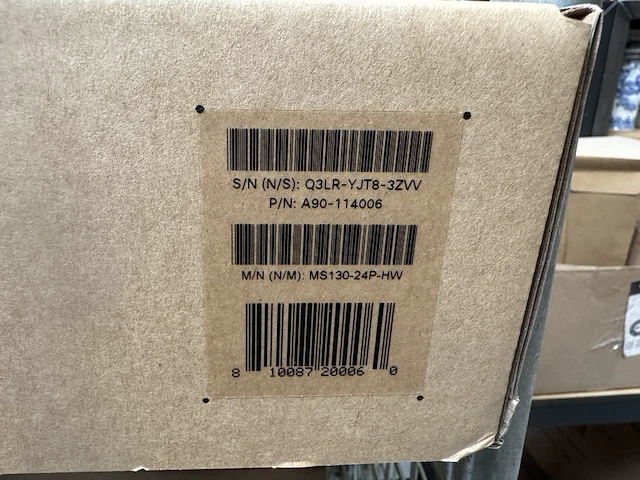 S/N (N/S): Q3LR-YJT8-3ZVV
P/N: A90-114006
M/N (N/M): MS130-24P-HW
8 10087 20006 0